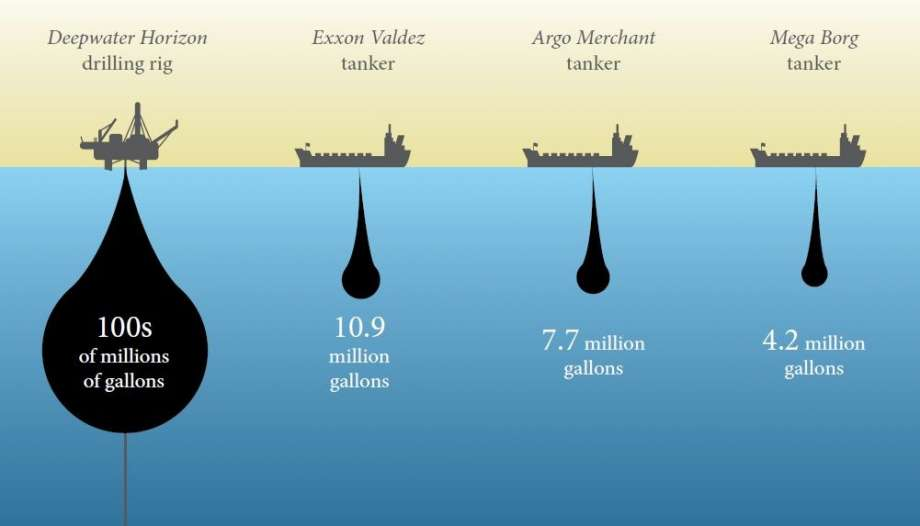 Deepwater Horizon
drilling rig
Exxon Valdez
tanker
Argo Merchant
tanker
Mega Borg
tanker
100s
of millions
of gallons
10.9
million
gallons
7.7 million
gallons
4.2 million
gallons